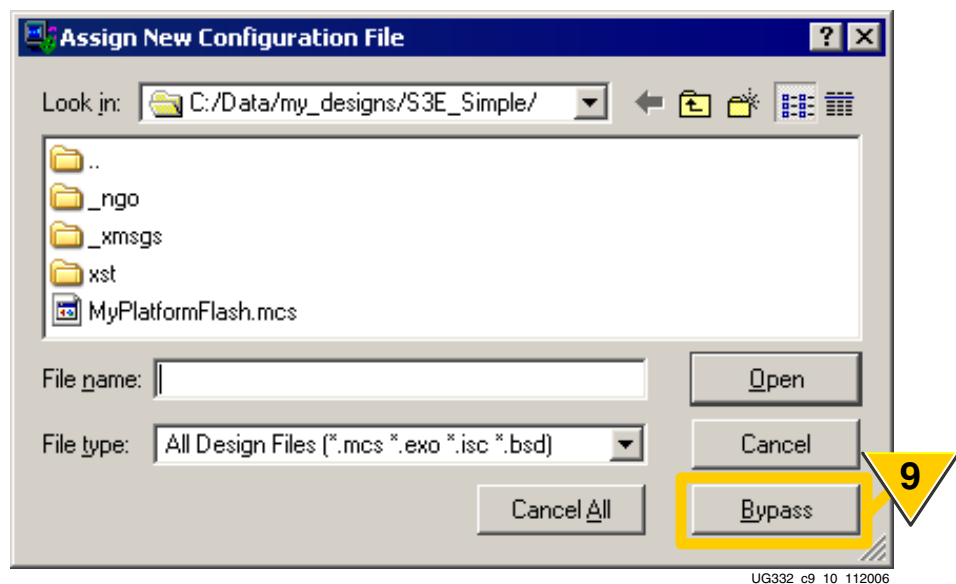 Assign New Configuration File
Look in: C:/Data/my_designs/S3E_Simple/
..
_ngo
_xmsgs
xst
MyPlatformFlash.mcs
File name: Open
File type: All Design Files (*.mcs *.exo *.isc *.bsd) Cancel
9
Cancel All Bypass
UG332_c9_10_112006